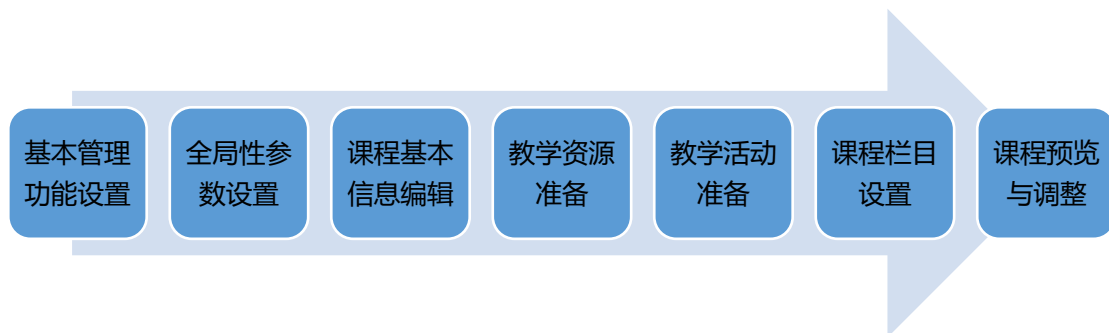 基本管理
功能设置
全局性参
数设置
课程基本
信息编辑
教学资源
准备
教学活动
准备
课程栏目
设置
课程预览
与调整